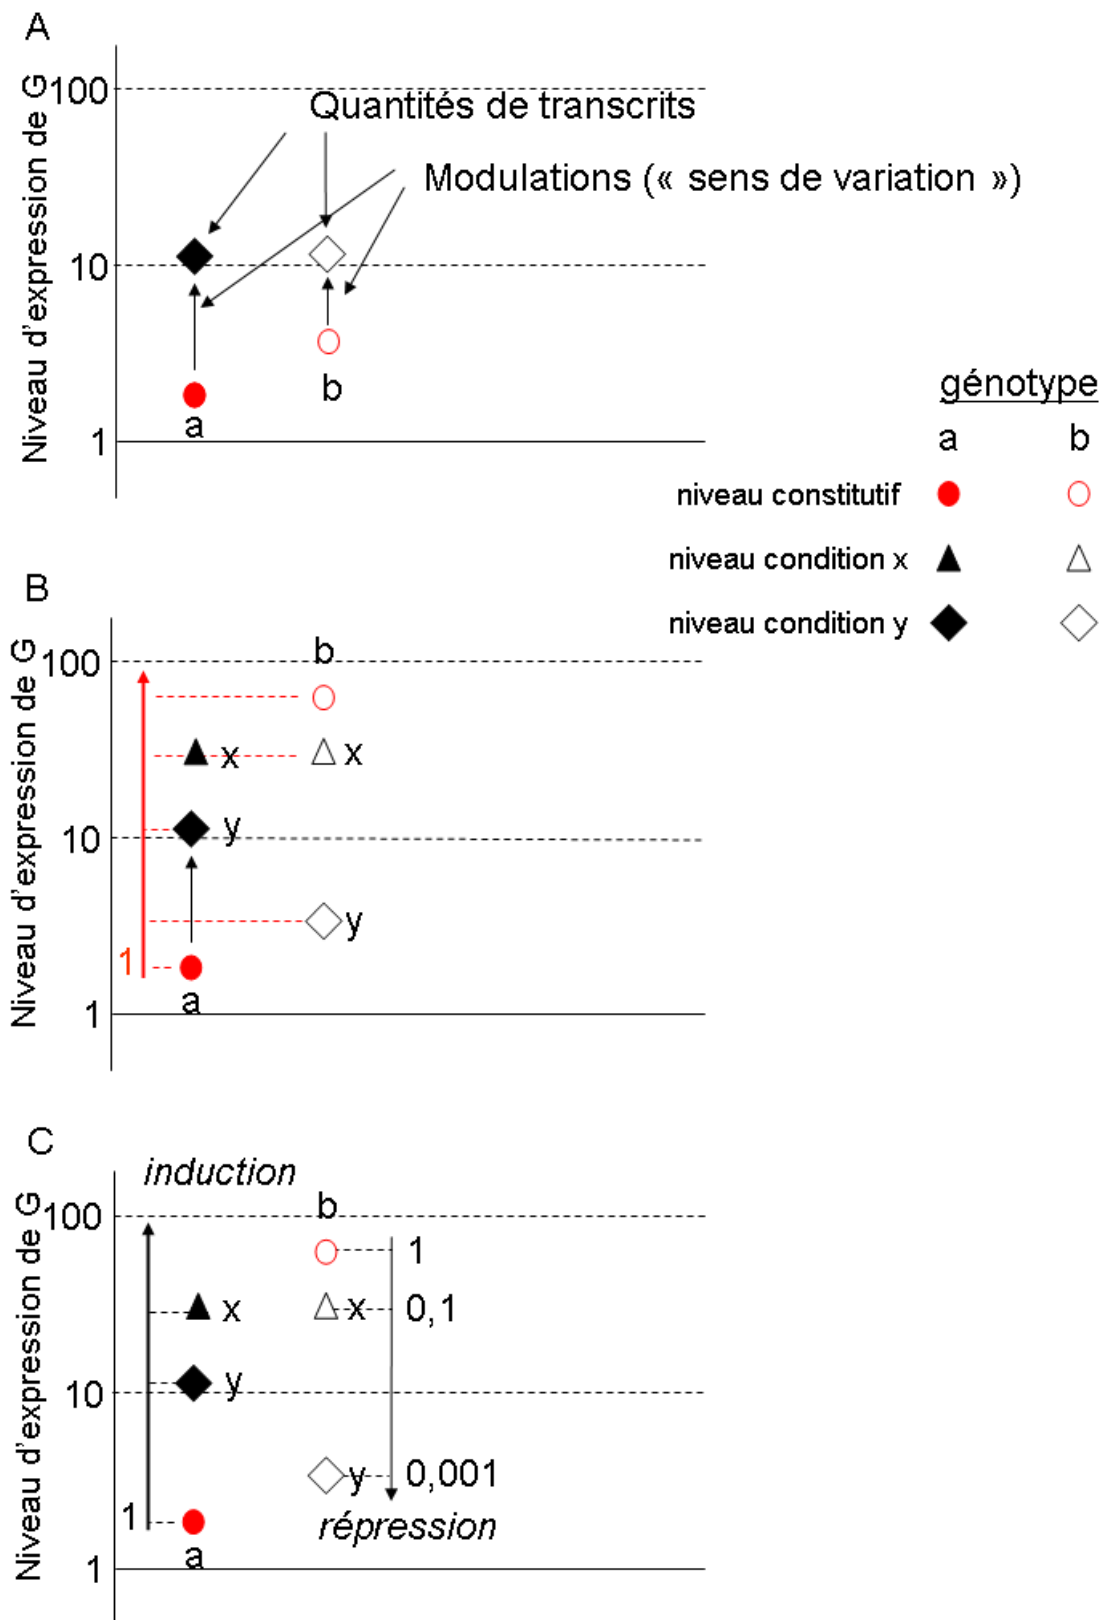 A
Niveau d'expression de G
100
Quantités de transcrits
Modulations (« sens de variation »)
10
b
a
1
génotype
a b
niveau constitutif
niveau condition x
niveau condition y
B
Niveau d'expression de G
100
b
x x
y
10
y
1
a
1
C
Niveau d'expression de G
induction
100
b
1
x x 0,1
y
10
y 0,001
répression
1
a
1